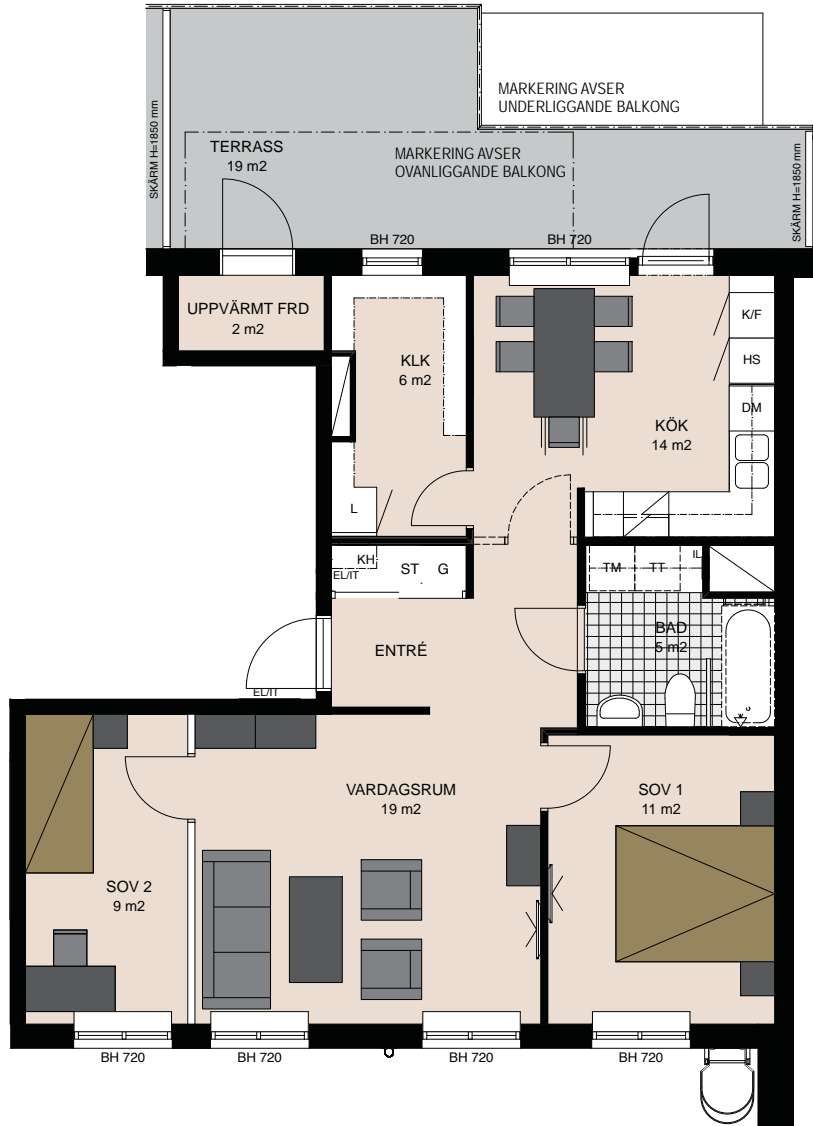 MARKERING AVSER
UNDERLIGGANDE BALKONG
SKÄRM H=1850 mm
TERRASS
19 m2
MARKERING AVSER
OVANLIGGANDE BALKONG
SKÄRM H=1850 mm
BH 720
BH 720
UPPVÄRMT FRD
2 m2
KLK
6 m2
K/F
HS
DM
KÖK
14 m2
L
KH
EL/IT
ST
G
TM
TT
IL
ENTRÉ
BAD
5 m2
EL/IT
VARDAGSRUM
19 m2
SOV 1
11 m2
SOV 2
9 m2
BH 720
BH 720
BH 720
BH 720